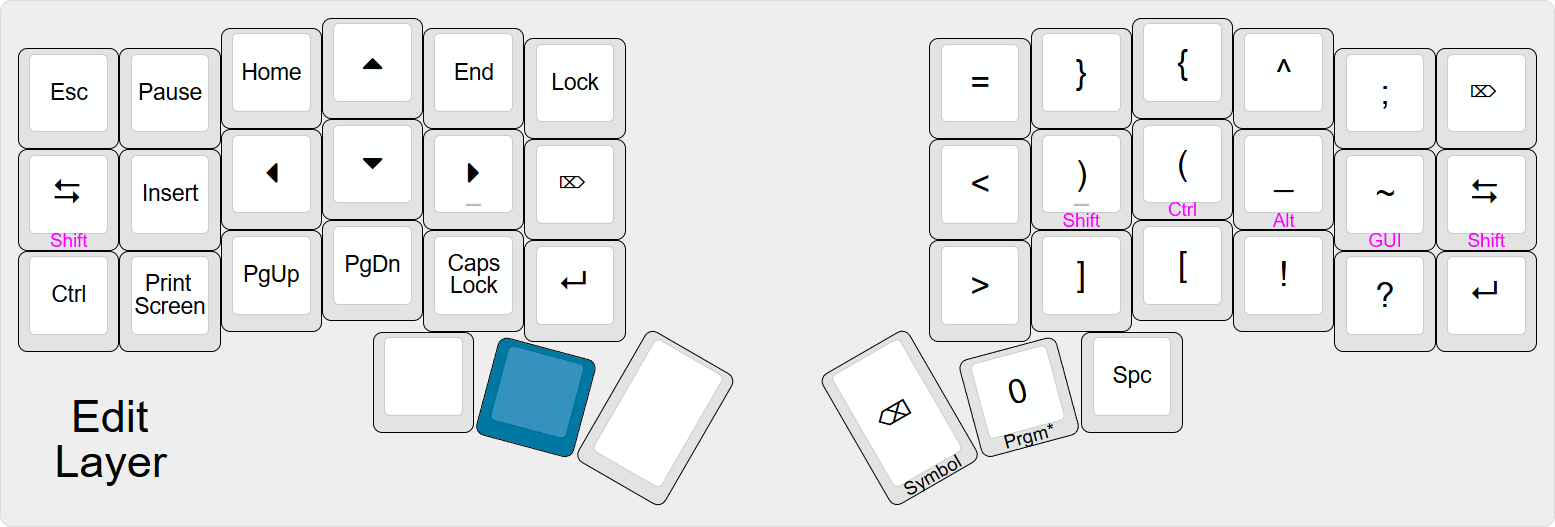 Esc Pause Home ▲ End Lock = } { ^ ; ⌦
⇆ Insert ◀ ▼ ▶ ⌦ < ) ( _ ~ ⇆
Shift Shift Ctrl Alt GUI Shift
Ctrl Print Screen PgUp PgDn Caps Lock ↵ > ] [ ! ? ↵
⌫ 0 Spc
Symbol Prgm*
Edit
Layer